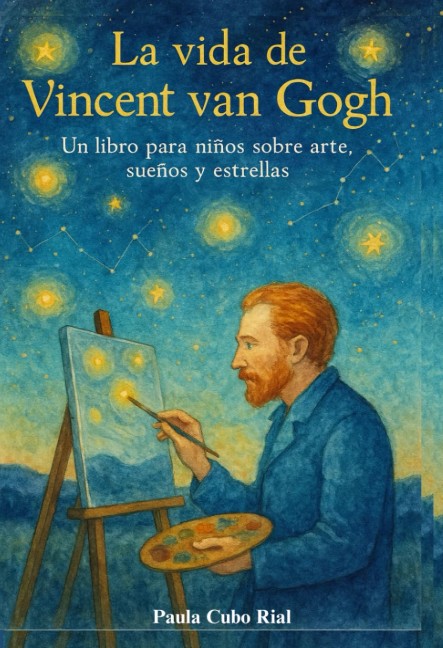 La vida de
Vincent van Gogh
Un libro para niños sobre arte,
sueños y estrellas
Paula Cubo Rial